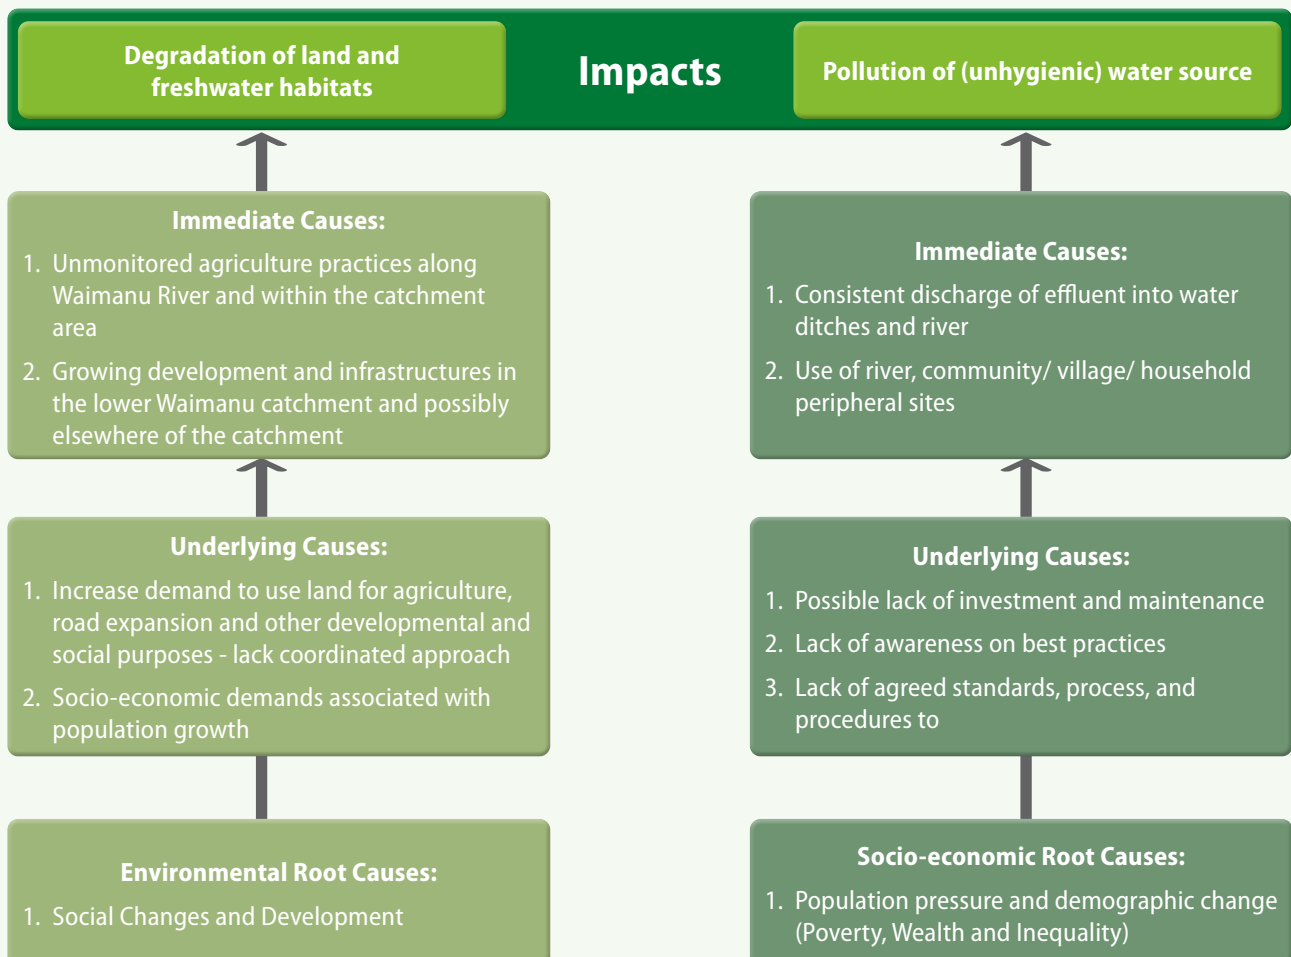 Degradation of land and
freshwater habitats
Impacts
Pollution of (unhygienic) water source
Immediate Causes:
1. Unmonitored agriculture practices along
Waimanu River and within the catchment
area
2. Growing development and infrastructures in
the lower Waimanu catchment and possibly
elsewhere of the catchment
Immediate Causes:
1. Consistent discharge of effluent into water
ditches and river
2. Use of river, community/ village/ household
peripheral sites
Underlying Causes:
1. Increase demand to use land for agriculture,
road expansion and other developmental and
social purposes - lack coordinated approach
2. Socio-economic demands associated with
population growth
Underlying Causes:
1. Possible lack of investment and maintenance
2. Lack of awareness on best practices
3. Lack of agreed standards, process, and
procedures to
Environmental Root Causes:
1. Social Changes and Development
Socio-economic Root Causes:
1. Population pressure and demographic change
(Poverty, Wealth and Inequality)